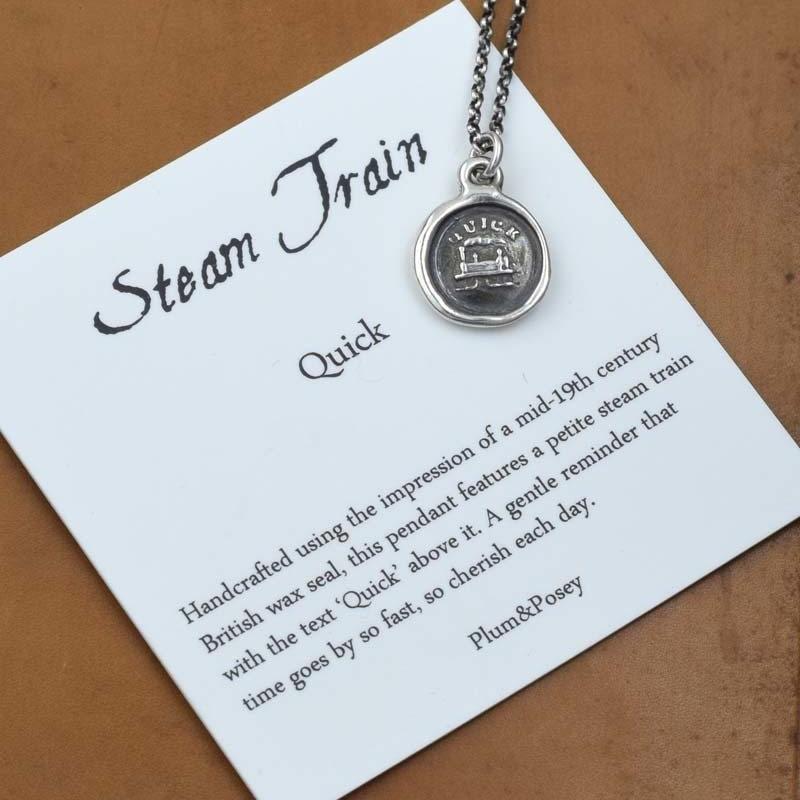 QUICK
Steam Train
Quick
Handcrafted using the impression of a mid-19th century
British wax seal, this pendant features a petite steam train
with the text ‘Quick’ above it. A gentle reminder that
time goes by so fast, so cherish each day.
Plum&Posey